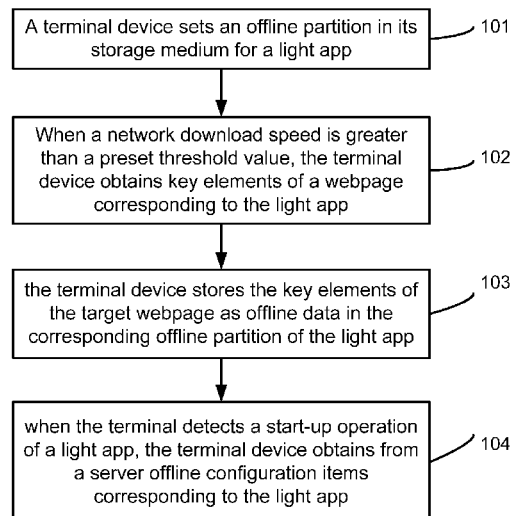 A terminal device sets an offline partition in its
storage medium for a light app
101
When a network download speed is greater
than a preset threshold value, the terminal
device obtains key elements of a webpage
corresponding to the light app
102
the terminal device stores the key elements of
the target webpage as offline data in the
corresponding offline partition of the light app
103
when the terminal detects a start-up operation
of a light app, the terminal device obtains from
a server offline configuration items
corresponding to the light app
104